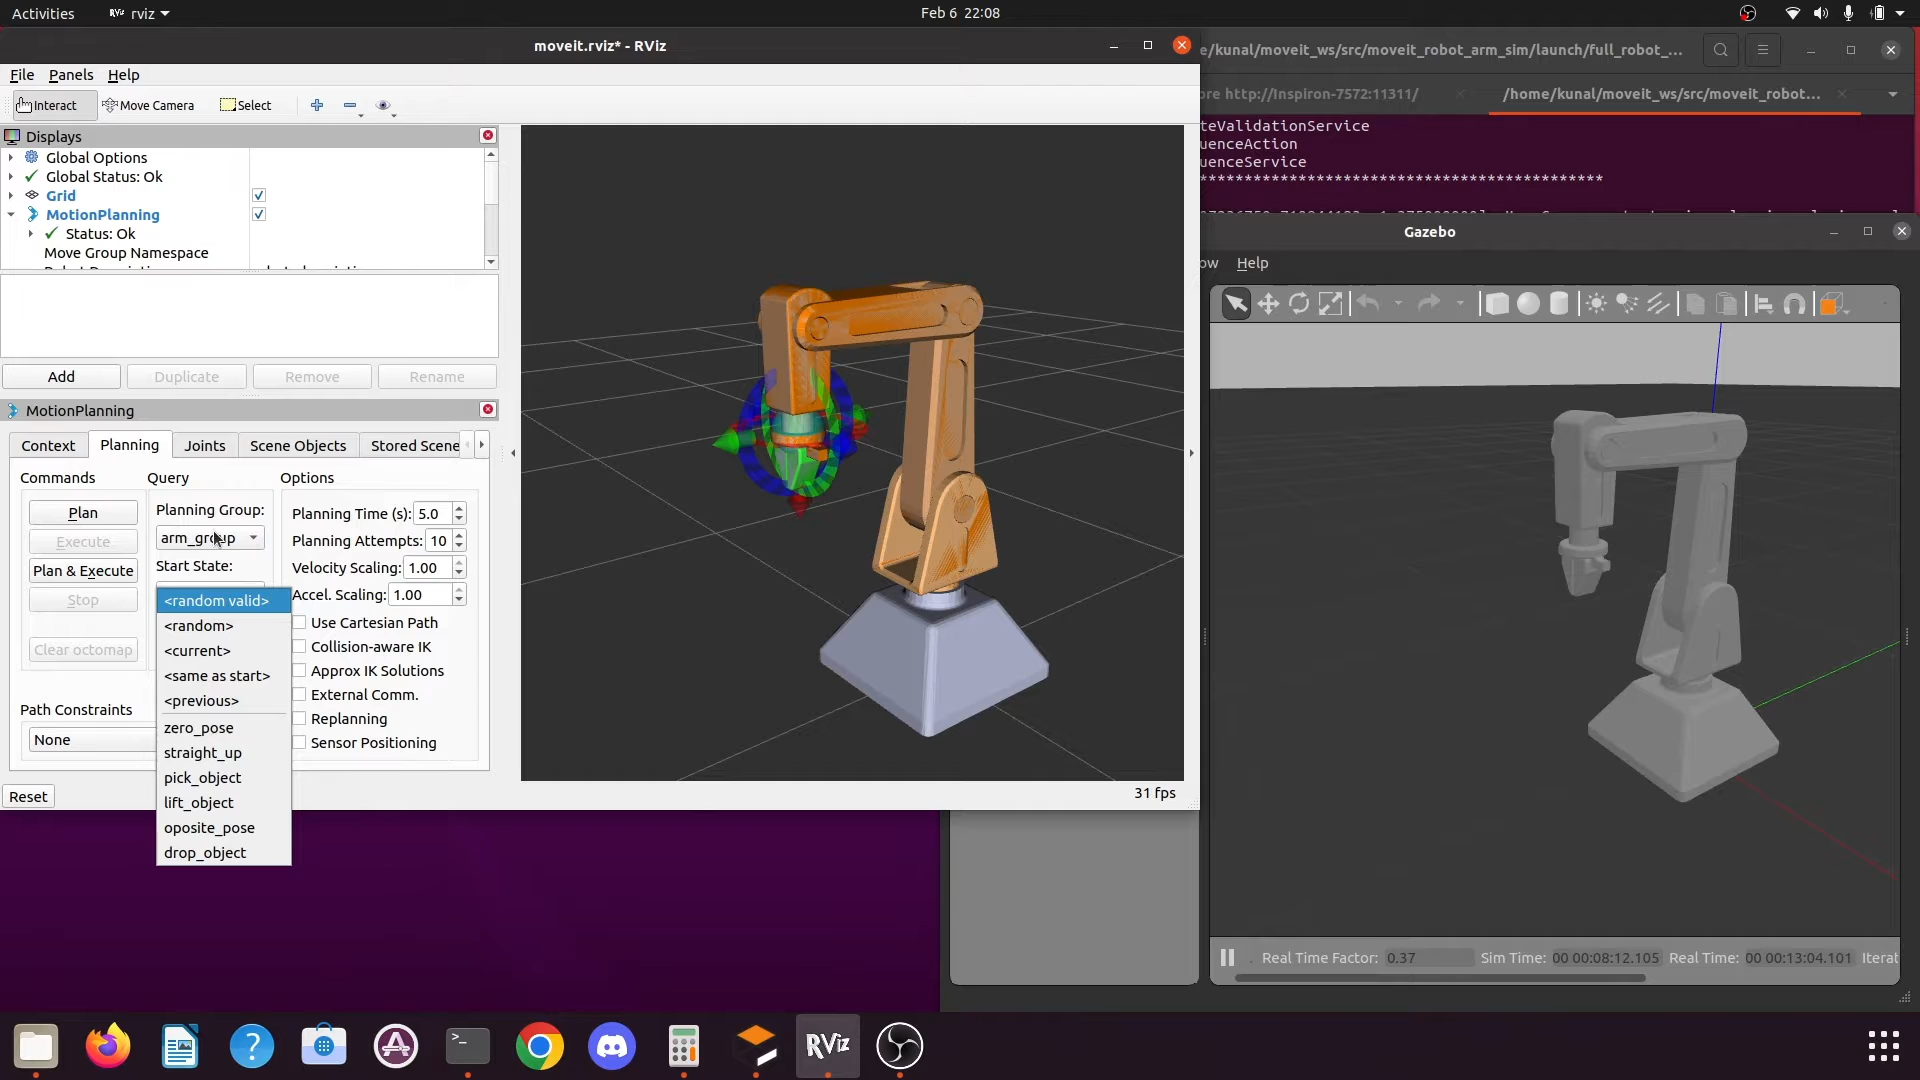 Activities
RViz rviz
Feb 6 22:08
moveit.rviz* - RViz
File Panels Help
Interact
Move Camera
Select
Displays
Global Options
Global Status: Ok
Grid
MotionPlanning
Status: Ok
Move Group Namespace
Add
Duplicate
Remove
Rename
MotionPlanning
Context
Planning
Joints
Scene Objects
Stored Scene
Commands
Query
Options
Plan
Execute
Plan & Execute
Stop
Clear octomap
Planning Group:
arm_group
Start State:
<random valid>
<random>
<current>
<same as start>
<previous>
zero_pose
straight_up
pick_object
lift_object
oposite_pose
drop_object
Planning Time (s): 5.0
Planning Attempts: 10
Velocity Scaling: 1.00
Accel. Scaling: 1.00
Use Cartesian Path
Collision-aware IK
Approx IK Solutions
External Comm.
Replanning
Sensor Positioning
Path Constraints
None
Reset
31 fps
e/kunal/moveit_ws/src/moveit_robot_arm_sim/launch/full_robot_...
ore http://Inspiron-7572:11311/
/home/kunal/moveit_ws/src/moveit_robot...
teValidationService
uenceAction
uenceService
*********************************************
Gazebo
ow Help
Real Time Factor: 0.37 Sim Time: 00 00:08:12.105 Real Time: 00 00:13:04.101 Iterat
RViz